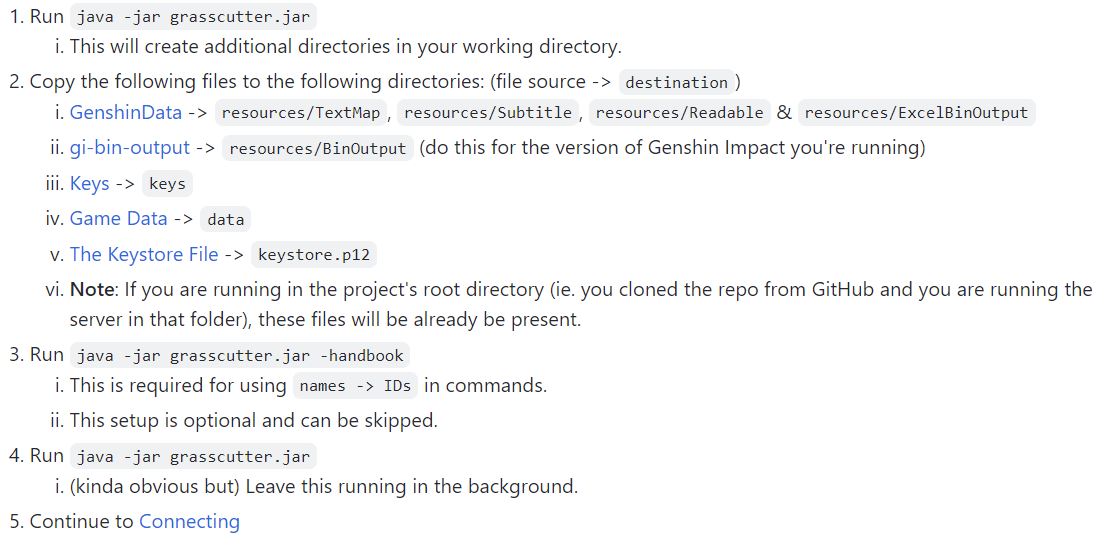 1. Run java -jar grasscutter.jar
i. This will create additional directories in your working directory.
2. Copy the following files to the following directories: (file source -> destination)
i. GenshinData -> resources/TextMap, resources/Subtitle, resources/Readable & resources/ExcelBinOutput
ii. gi-bin-output -> resources/BinOutput (do this for the version of Genshin Impact you're running)
iii. Keys -> keys
iv. Game Data -> data
v. The Keystore File -> keystore.p12
vi. Note: If you are running in the project's root directory (ie. you cloned the repo from GitHub and you are running the
server in that folder), these files will be already be present.
3. Run java -jar grasscutter.jar -handbook
i. This is required for using names -> IDs in commands.
ii. This setup is optional and can be skipped.
4. Run java -jar grasscutter.jar
i. (kinda obvious but) Leave this running in the background.
5. Continue to Connecting